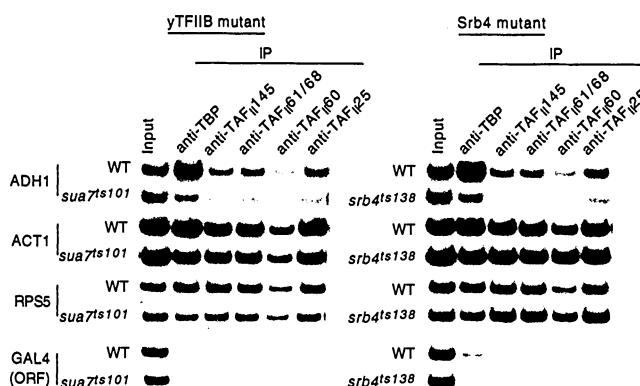 yTFIIB mutant
IP
Input
anti-TBP
anti-TAFII145
anti-TAFII61/68
anti-TAFII60
anti-TAFII25
ADH1
WT
sua7ts101
ACT1
WT
sua7ts101
RPS5
WT
sua7ts101
GAL4
(ORF)
WT
sua7ts101
Srb4 mutant
IP
Input
anti-TBP
anti-TAFII145
anti-TAFII61/68
anti-TAFII60
anti-TAFII25
WT
srb4ts138
WT
srb4ts138
WT
srb4ts138
WT
srb4ts138